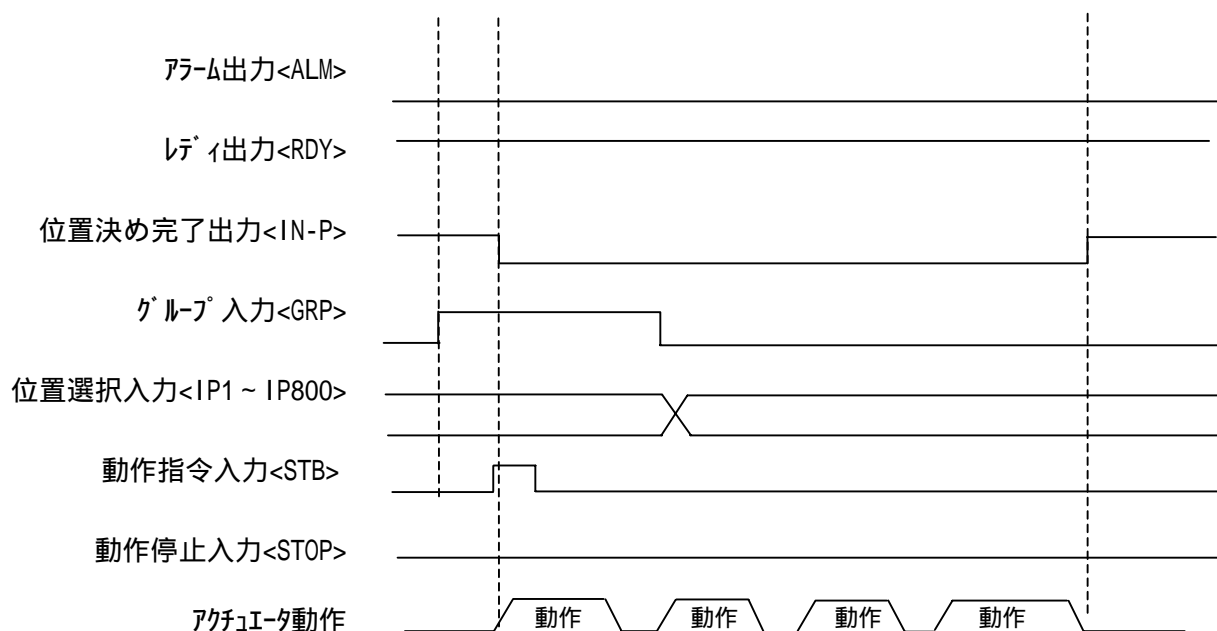 ｱﾗｰﾑ出力<ALM>
ﾚﾃﾞｨ出力<RDY>
位置決め完了出力<IN-P>
ｸﾞﾙｰﾌﾟ入力<GRP>
位置選択入力<IP1～IP800>
動作指令入力<STB>
動作停止入力<STOP>
ｱｸﾁｭｴｰﾀ動作
動作 動作 動作 動作